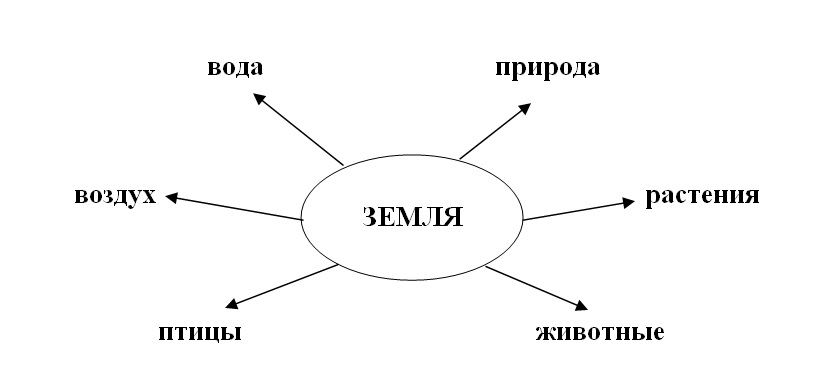 вода
природа
воздух
ЗЕМЛЯ
растения
птицы
животные